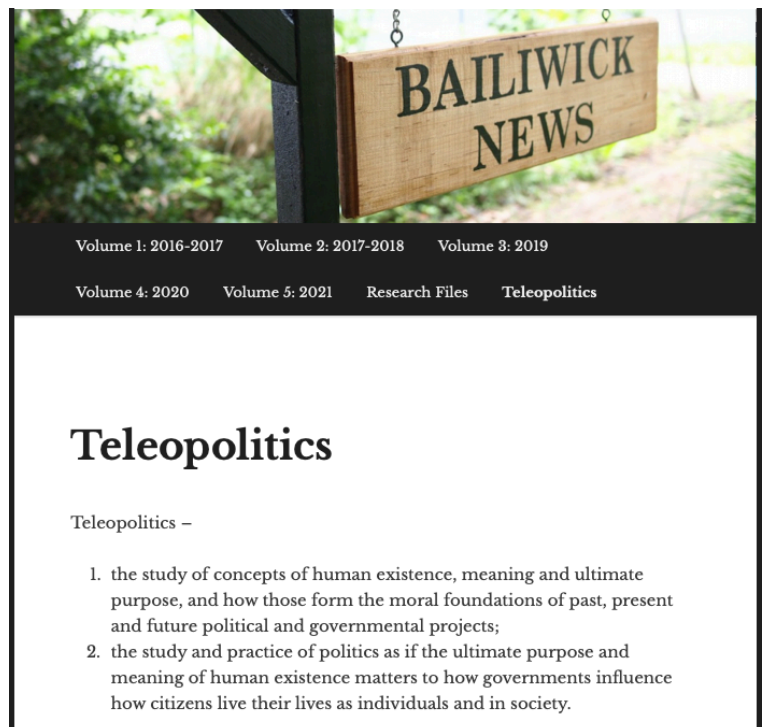 BAILIWICK
NEWS
Volume 1: 2016-2017 Volume 2: 2017-2018 Volume 3: 2019
Volume 4: 2020 Volume 5: 2021 Research Files Teleopolitics
Teleopolitics
Teleopolitics –
1. the study of concepts of human existence, meaning and ultimate
purpose, and how those form the moral foundations of past, present
and future political and governmental projects;
2. the study and practice of politics as if the ultimate purpose and
meaning of human existence matters to how governments influence
how citizens live their lives as individuals and in society.